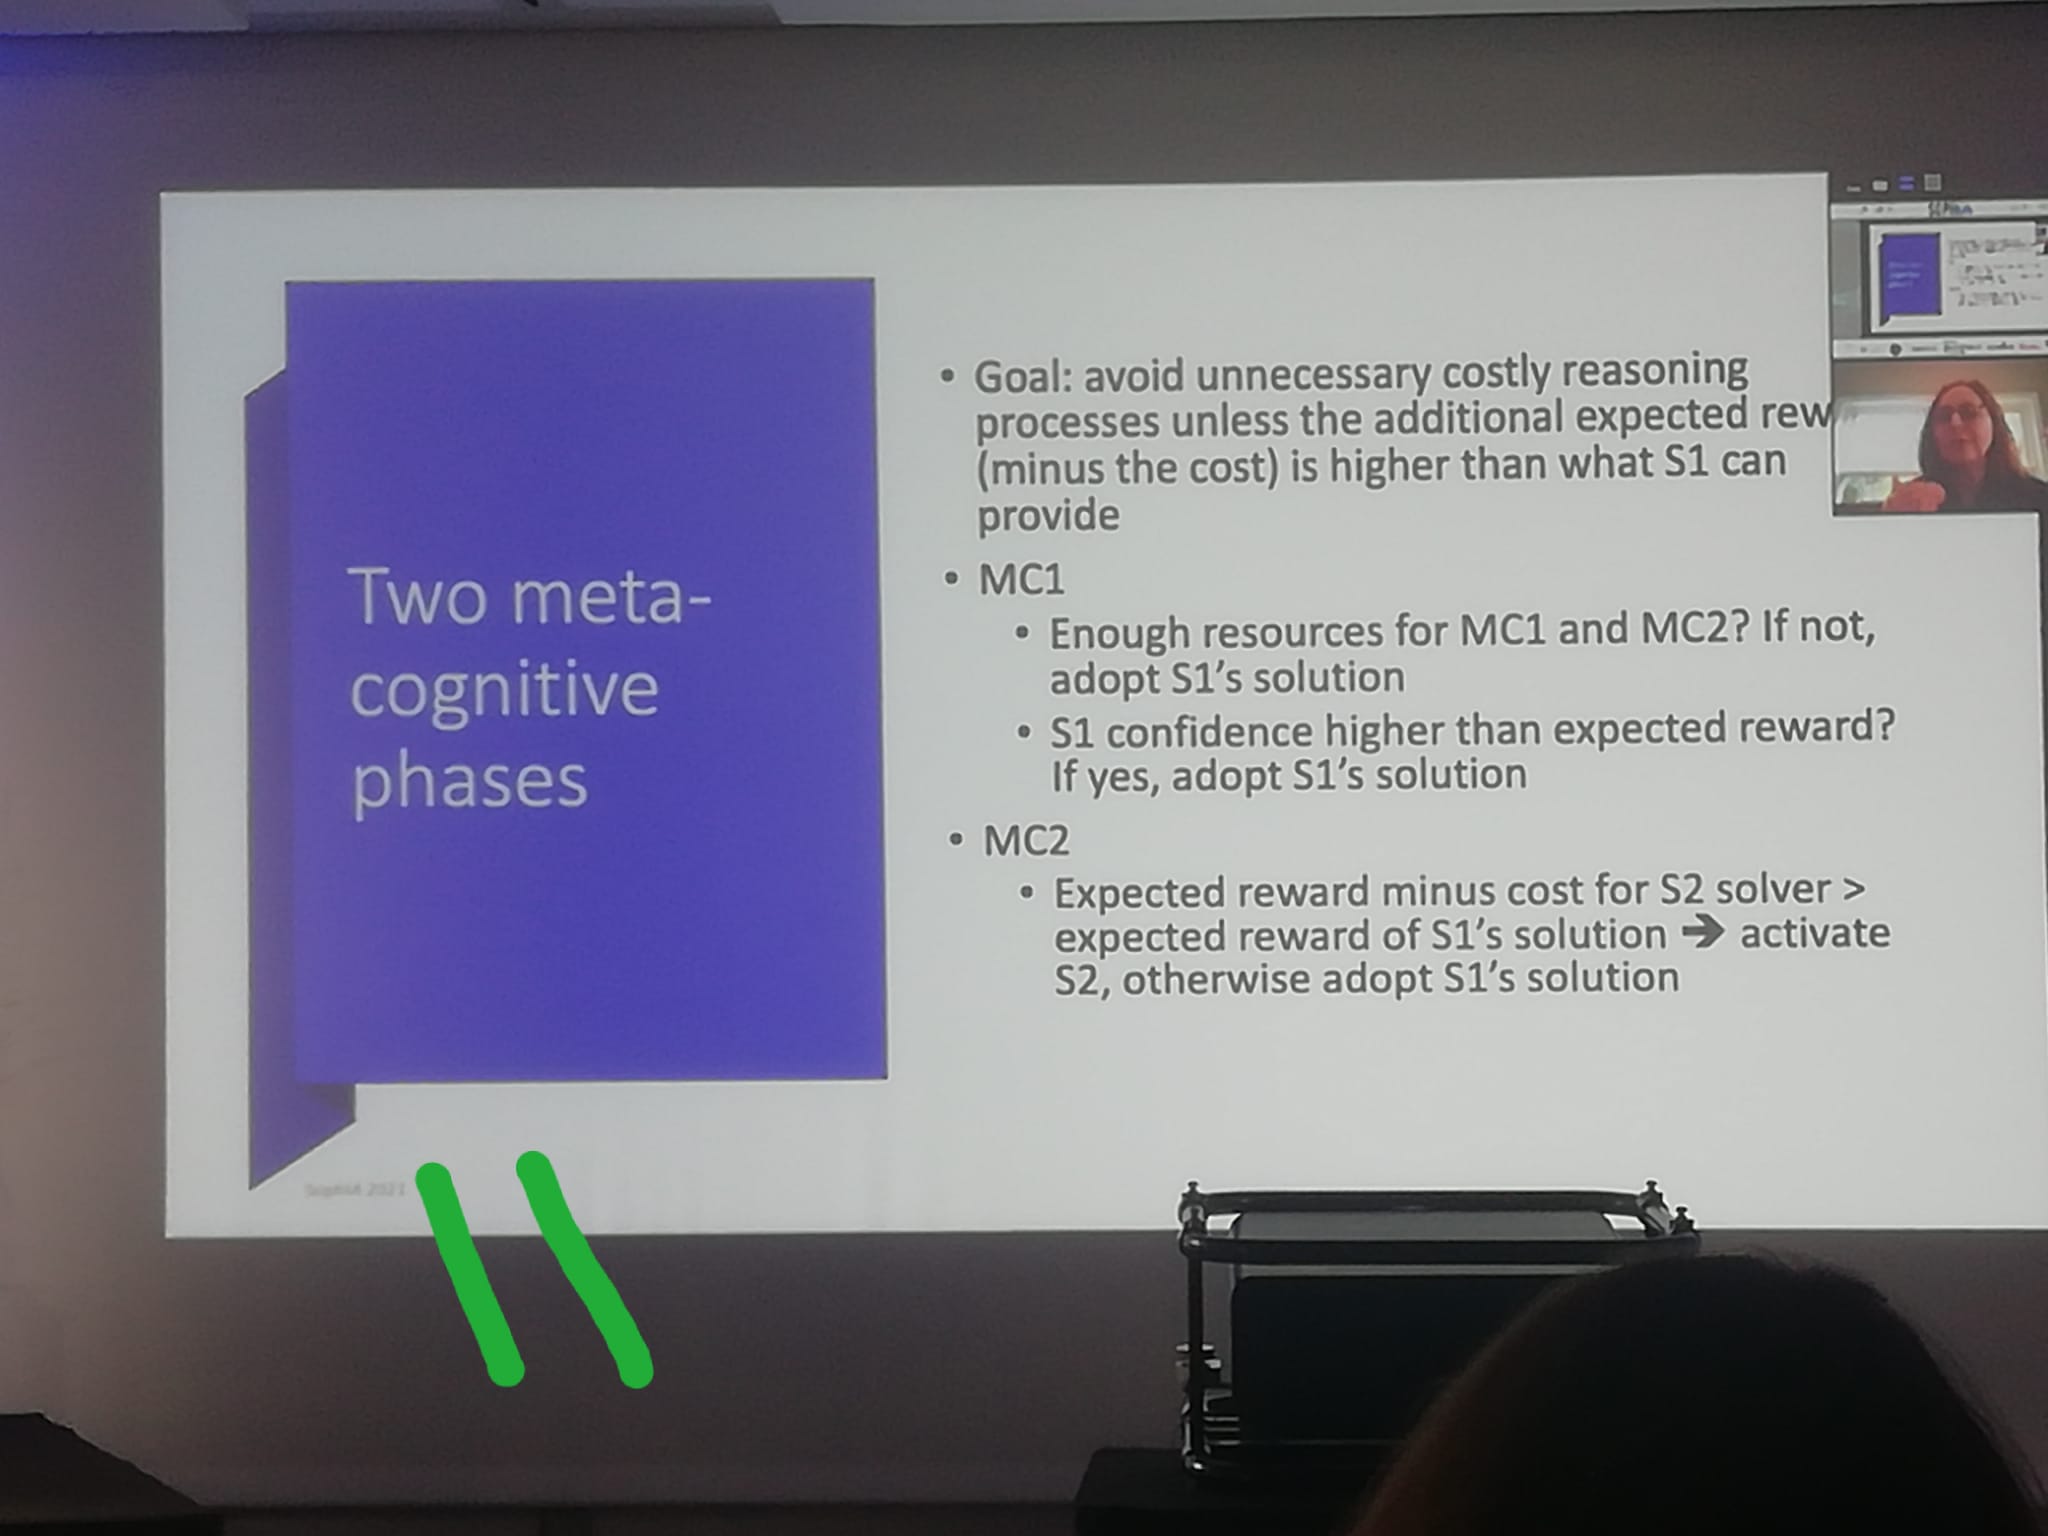 Two meta-
cognitive
phases
• Goal: avoid unnecessary costly reasoning
processes unless the additional expected rew
(minus the cost) is higher than what S1 can
provide
• MC1
• Enough resources for MC1 and MC2? If not,
adopt S1’s solution
• S1 confidence higher than expected reward?
If yes, adopt S1’s solution
• MC2
• Expected reward minus cost for S2 solver >
expected reward of S1’s solution ➔ activate
S2, otherwise adopt S1’s solution
2021